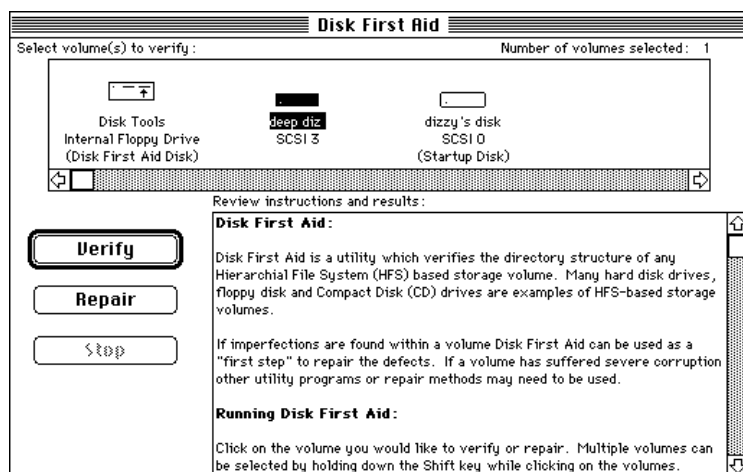 Disk First Aid
Select volume(s) to verify :
Number of volumes selected: 1
Disk Tools
Internal Floppy Drive
(Disk First Aid Disk)
deep diz
SCSI 3
dizzy's disk
SCSI 0
(Startup Disk)
Review instructions and results :
Verify
Repair
Stop
Disk First Aid :
Disk First Aid is a utility which verifies the directory structure of any
Hierarchial File System (HFS) based storage volume. Many hard disk drives,
floppy disk and Compact Disk (CD) drives are examples of HFS-based storage
volumes.
If imperfections are found within a volume Disk First Aid can be used as a
"first step" to repair the defects. If a volume has suffered severe corruption
other utility programs or repair methods may need to be used.
Running Disk First Aid :
Click on the volume you would like to verify or repair. Multiple volumes can
be selected by holding down the Shift key while clicking on the volumes.